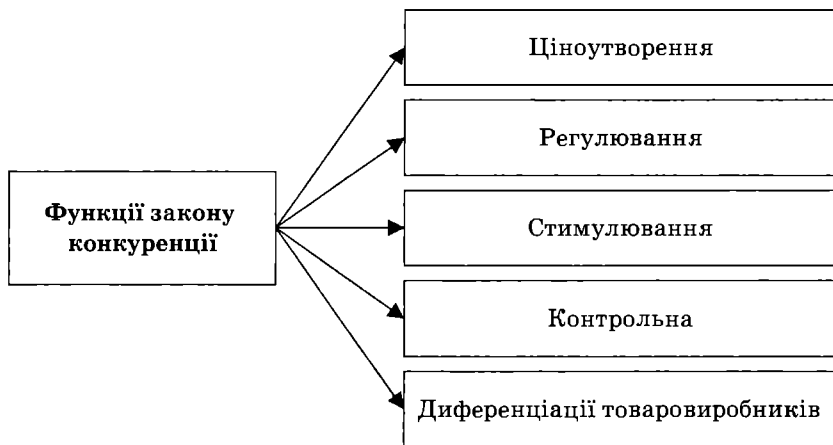 Функції закону
конкуренції
Ціноутворення
Регулювання
Стимулювання
Контрольна
Диференціації товаровиробників